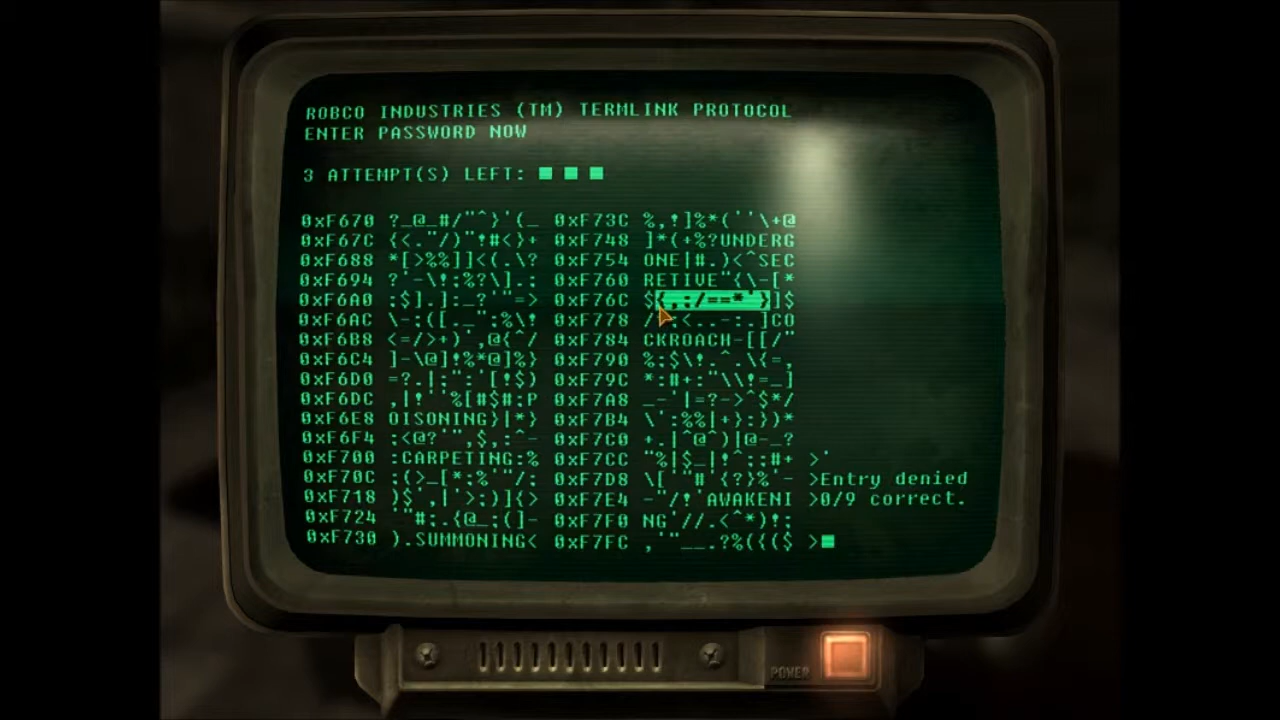 ROBCO INDUSTRIES (TM) TERMLINK PROTOCOL
ENTER PASSWORD NOW
3 ATTEMPT(S) LEFT: ■ ■ ■
0xF670 ?_@_#/"^}'(_ 0xF73C %,!]%*(''\+@
0xF67C {<."/)"!#<}+ 0xF748 ]*(+%?UNDERG
0xF688 *[>%%]]<(.\? 0xF754 ONE|#.)<^SEC
0xF694 ?'-\!;%?\].; 0xF760 RETIVE"{\-[*
0xF6A0 ;$].]:_?'"=> 0xF76C ${,:/==*'}]$
0xF6AC \-;([._";%\! 0xF778 :<..-:.]CO
0xF6B8 <=/>+)',@{^/ 0xF784 CKROACH-[[/"
0xF6C4 ]-\@]!%*@]%} 0xF790 %:$\!.^.\{=,
0xF6D0 =?.|;":'[!$) 0xF79C *:#+:"\\!=_]
0xF6DC ,|!'`%[#$#:P 0xF7A8 _-'|=?->^$*/
0xF6E8 OISONING}|*} 0xF7B4 \':%%|+}:})*
0xF6F4 :<@?'",$,:^- 0xF7C0 +.|^@^)|@-_?
0xF700 :CARPETING:% 0xF7CC "%|$_|!^;:#+ >'
0xF70C ;(>_[*;%'"/; 0xF7D8 \['"#'{?}%'- >Entry denied
0xF718 )$',|'>:)]{> 0xF7E4 -"/!'AWAKENI >0/9 correct.
0xF724 '"#;.{@_;(]- 0xF7F0 NG'//.<^*)!;
0xF730 ).SUMMONING< 0xF7FC ,'"__.?%({($ >■